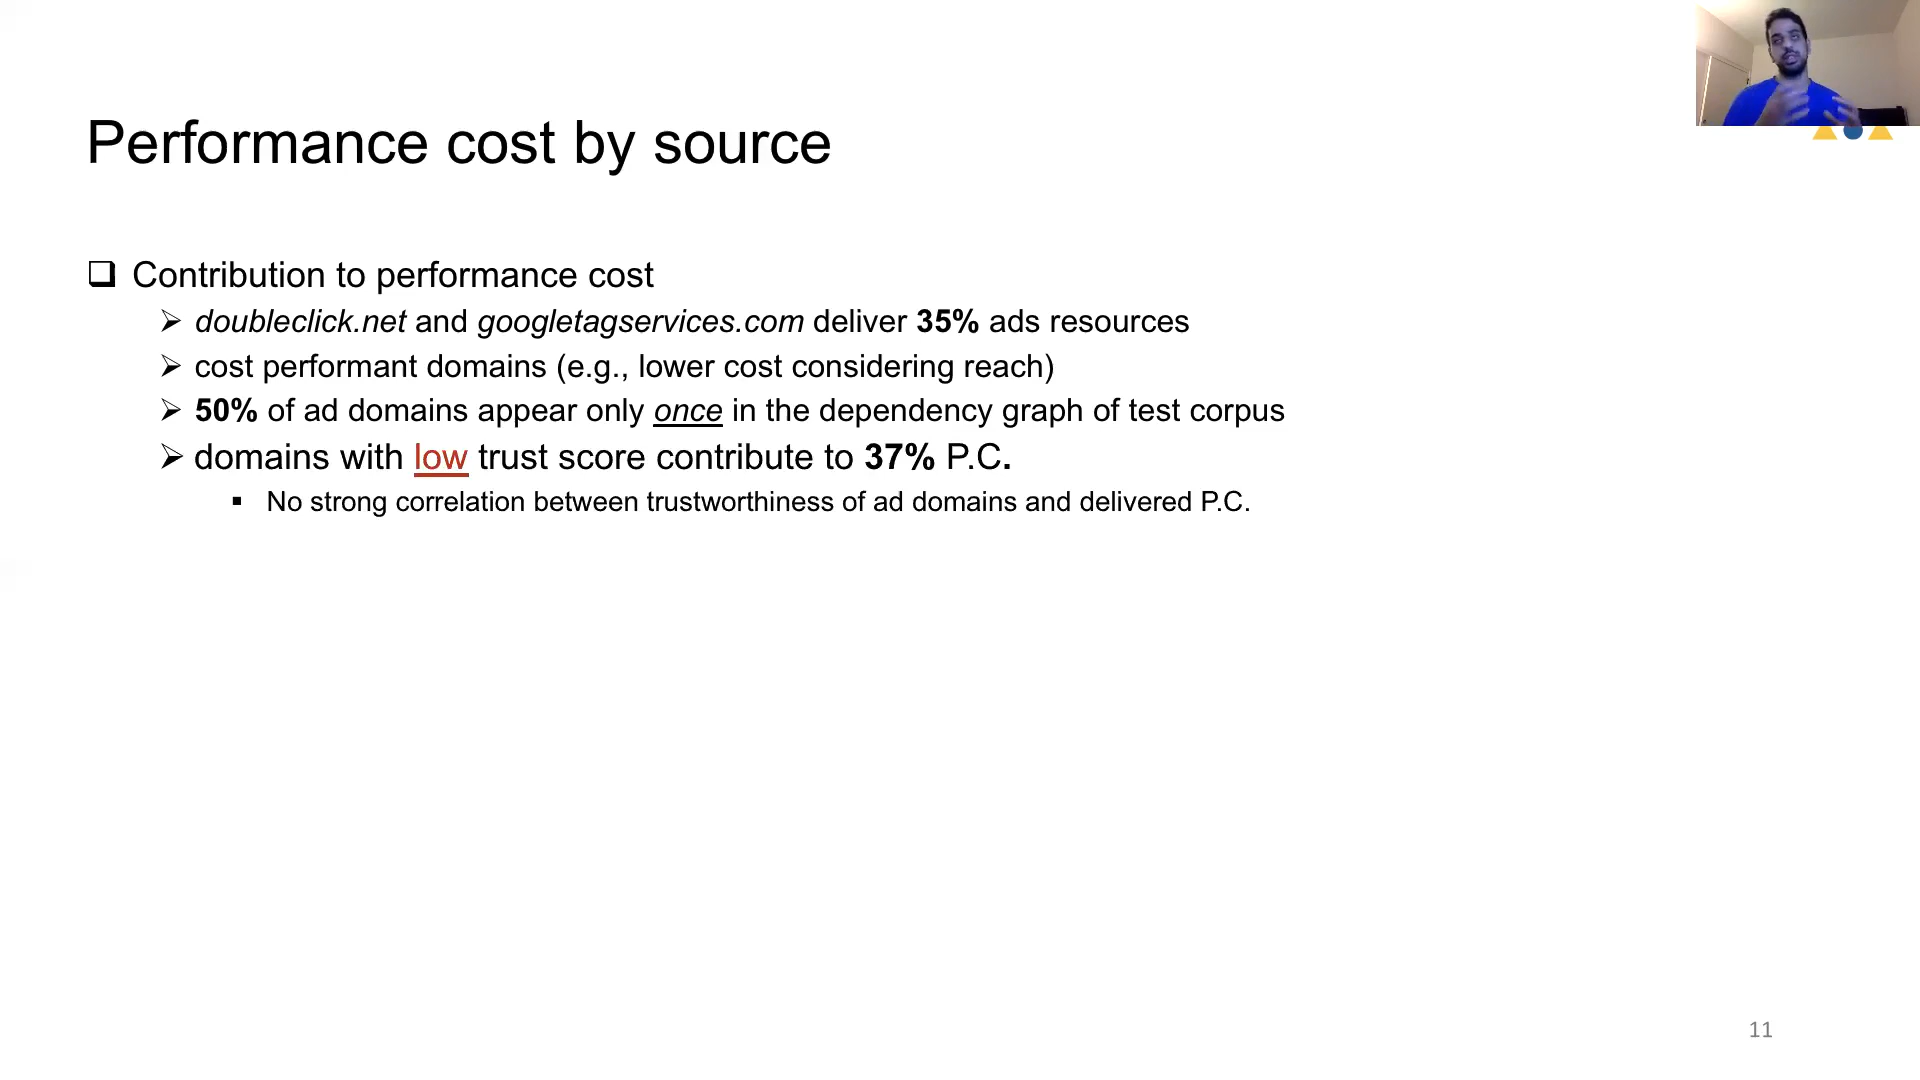 Performance cost by source
Contribution to performance cost
doubleclick.net and googletagservices.com deliver 35% ads resources
cost performant domains (e.g., lower cost considering reach)
50% of ad domains appear only once in the dependency graph of test corpus
domains with low trust score contribute to 37% P.C.
No strong correlation between trustworthiness of ad domains and delivered P.C.
11